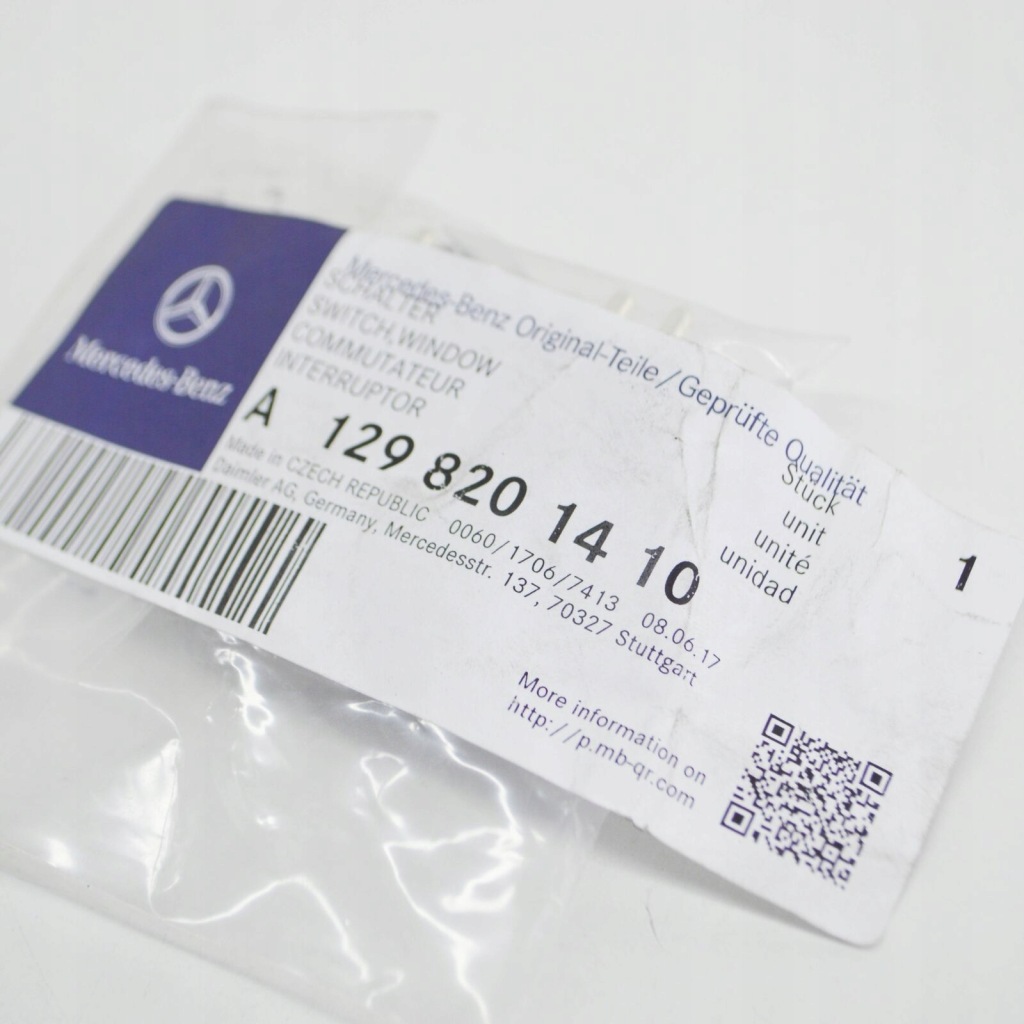 Mercedes-Benz
Mercedes-Benz Original-Teile / Geprüfte Qualität
SCHALTER
SWITCH,WINDOW
COMMUTATEUR
INTERRUPTOR
Stück
unit
unité
unidad
1
A 129 820 14 10
Made in CZECH REPUBLIC 0060/1706/7413 08.06.17
Daimler AG, Germany, Mercedesstr. 137, 70327 Stuttgart
More information on
http://p.mb-qr.com